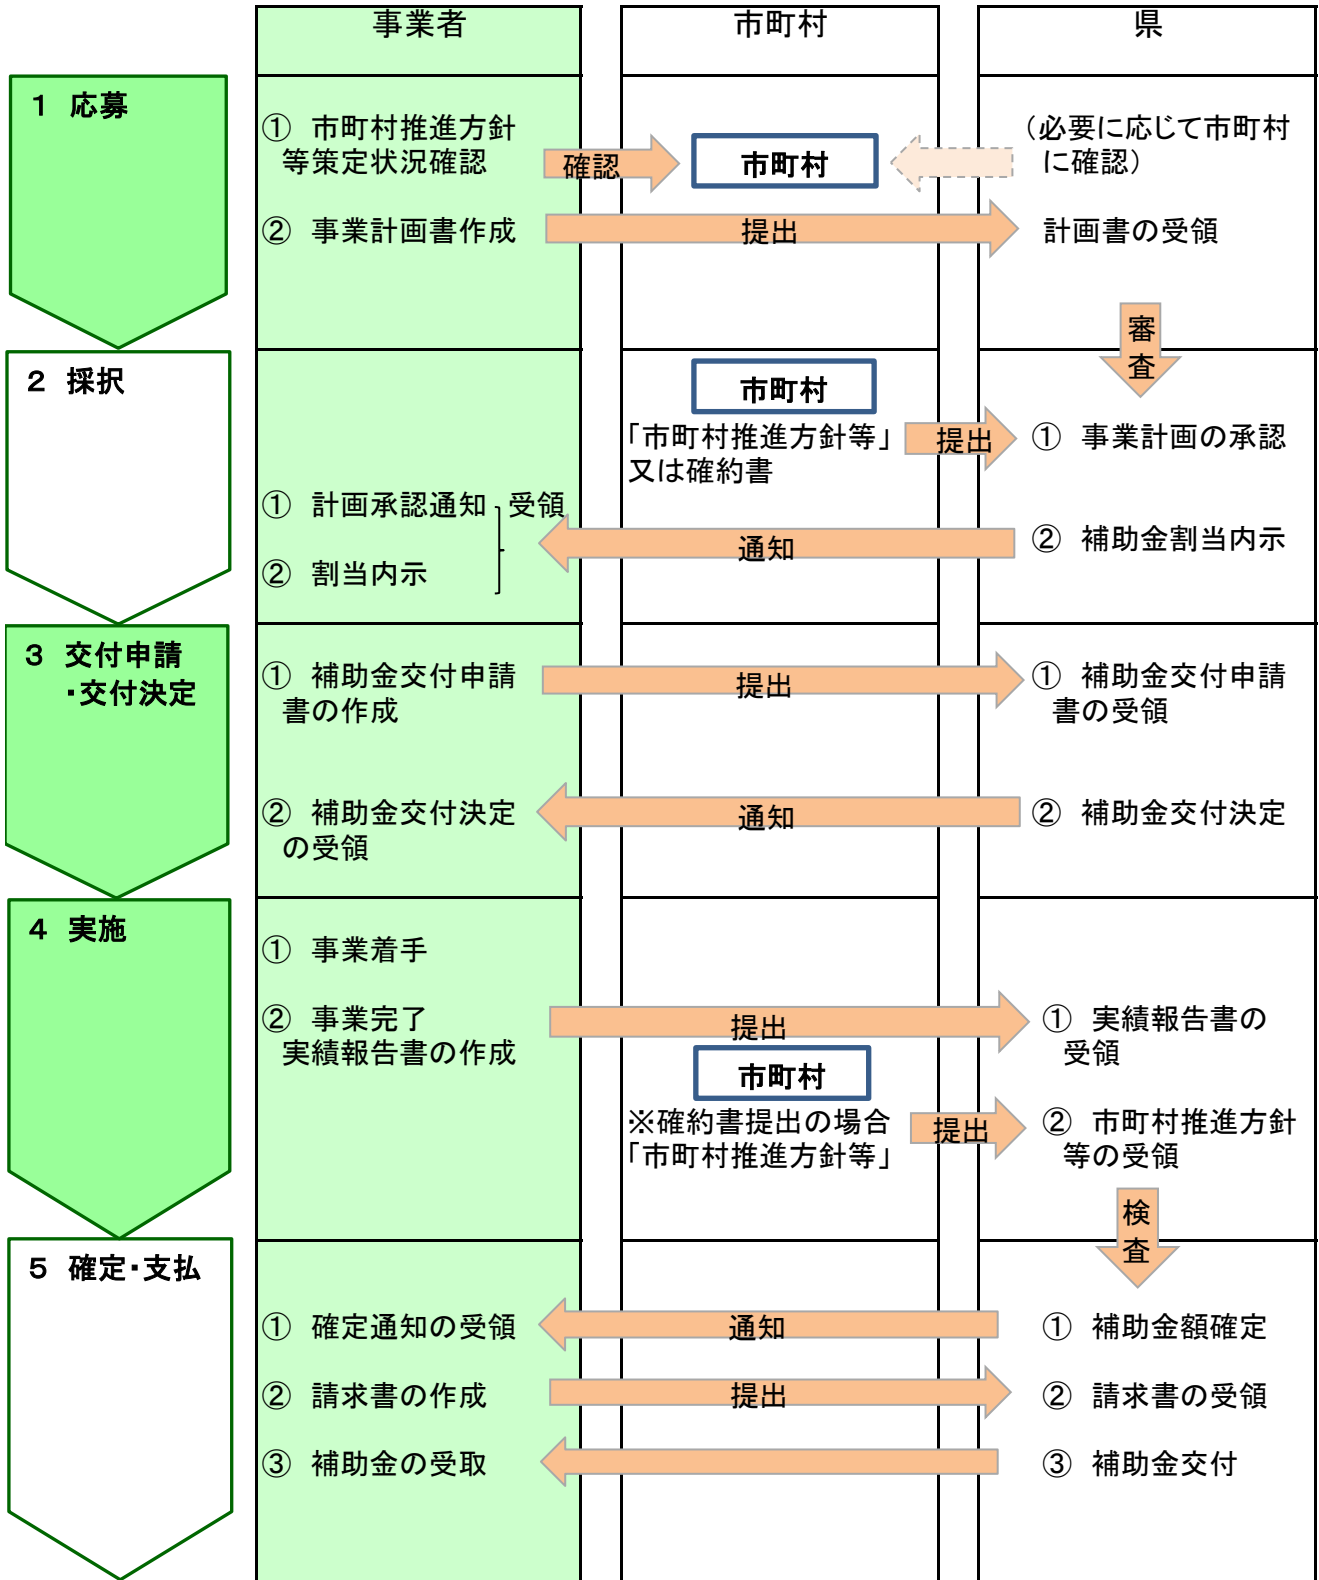 事業者
市町村
県
１ 応募
① 市町村推進方針
等策定状況確認
確認
市町村
（必要に応じて市町村
に確認）
② 事業計画書作成
提出
計画書の受領
審
査
２ 採択
市町村
「市町村推進方針等」
又は確約書
提出
① 事業計画の承認
① 計画承認通知
受領
② 割当内示
通知
② 補助金割当内示
３ 交付申請
・交付決定
① 補助金交付申請
書の作成
提出
① 補助金交付申請
書の受領
② 補助金交付決定
の受領
通知
② 補助金交付決定
４ 実施
① 事業着手
② 事業完了
実績報告書の作成
提出
① 実績報告書の
受領
市町村
※確約書提出の場合
「市町村推進方針等」
提出
② 市町村推進方針
等の受領
検
査
５ 確定・支払
① 確定通知の受領
通知
① 補助金額確定
② 請求書の作成
提出
② 請求書の受領
③ 補助金の受取
③ 補助金交付